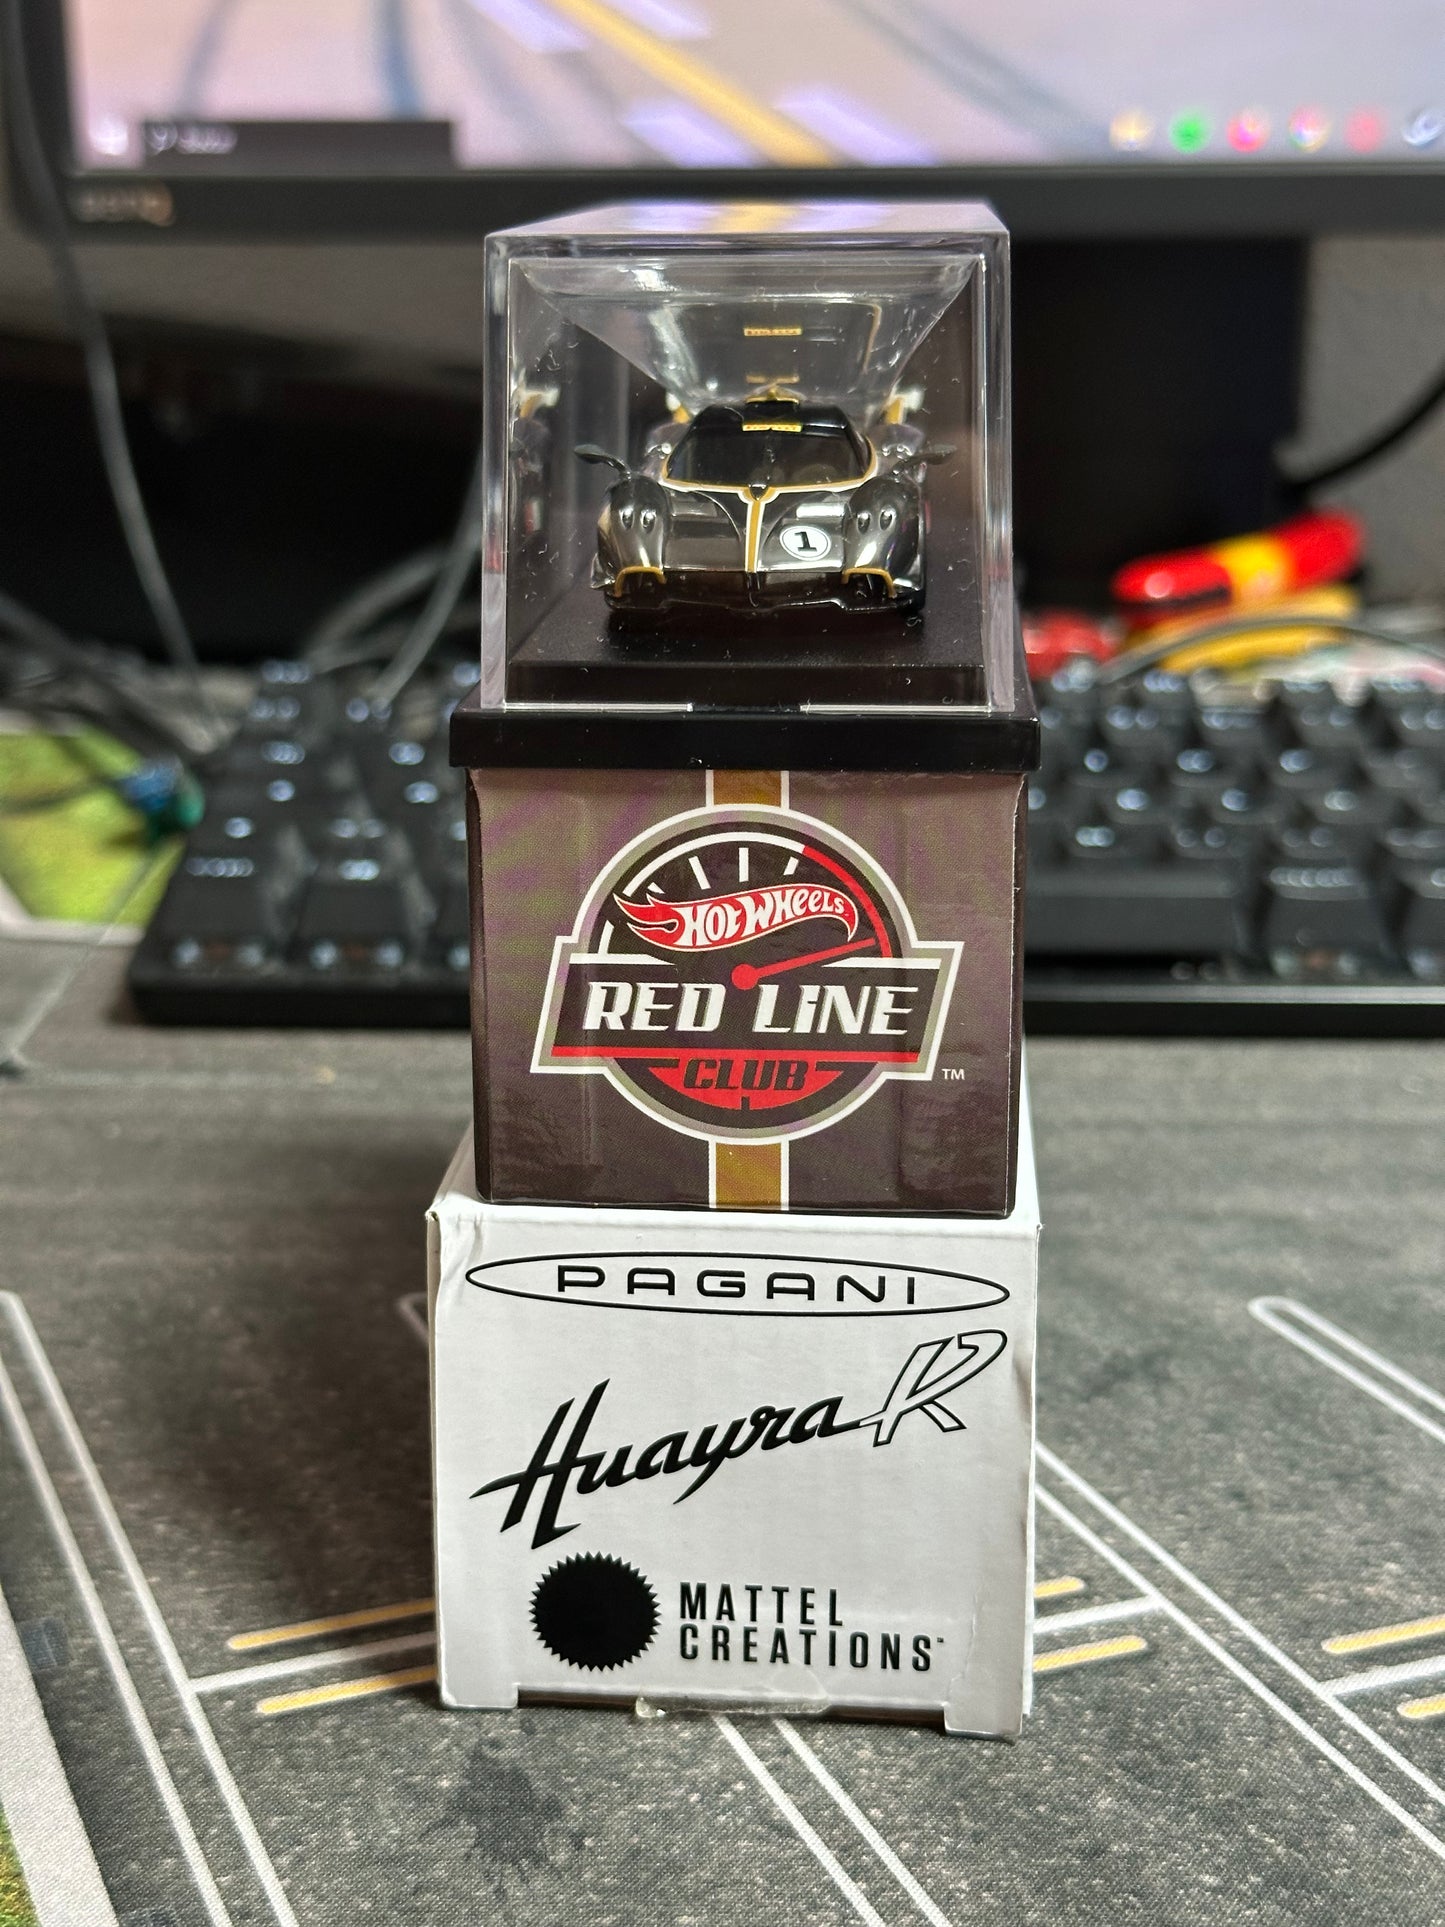 1
HOT WHEELS
RED LINE
CLUB
TM
PAGANI
Huayra R
MATTEL
CREATIONS